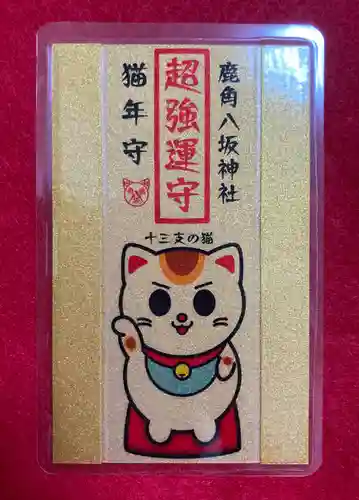 鹿角八坂神社
超強運守
猫年守
十三支の猫